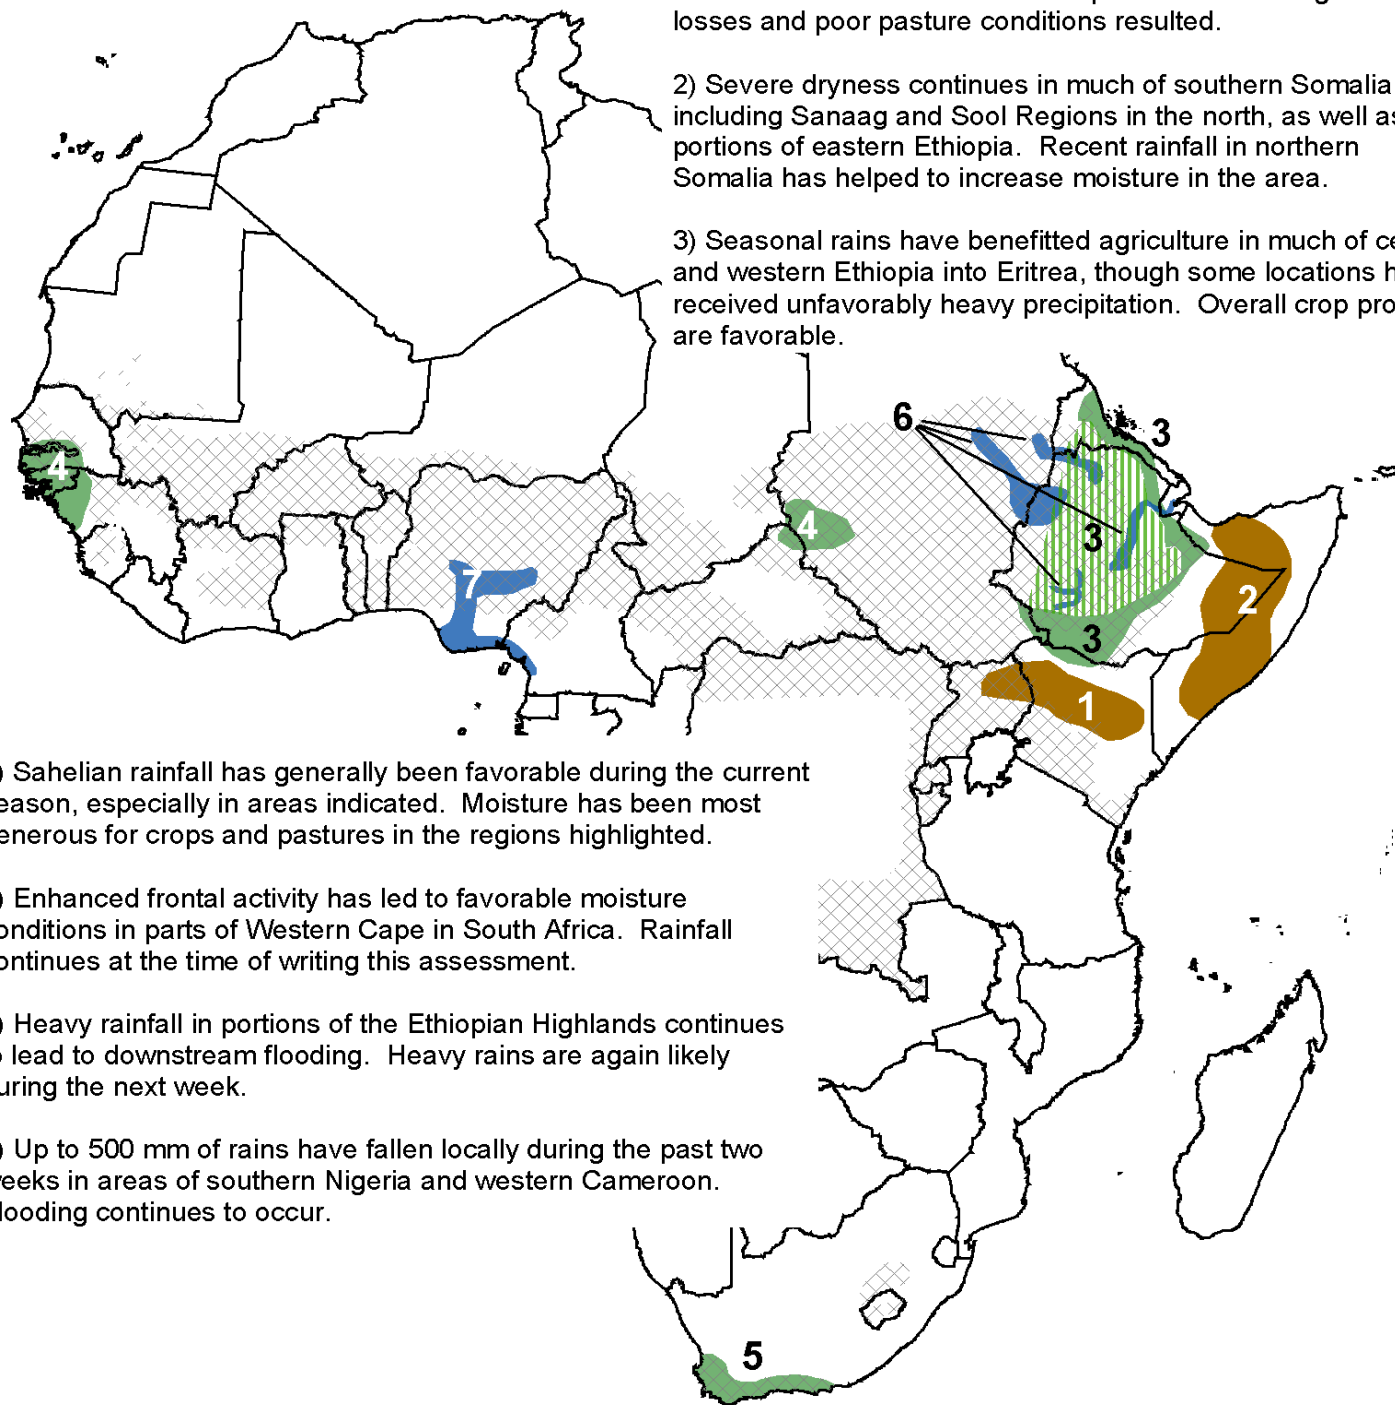 losses and poor pasture conditions resulted.
2) Severe dryness continues in much of southern Somalia
including Sanaag and Sool Regions in the north, as well as
portions of eastern Ethiopia. Recent rainfall in northern
Somalia has helped to increase moisture in the area.
3) Seasonal rains have benefitted agriculture in much of ce
and western Ethiopia into Eritrea, though some locations h
received unfavorably heavy precipitation. Overall crop pro
are favorable.
6
3
4
4
3
7
2
3
1
) Sahelian rainfall has generally been favorable during the current
eason, especially in areas indicated. Moisture has been most
enerous for crops and pastures in the regions highlighted.
) Enhanced frontal activity has led to favorable moisture
onditions in parts of Western Cape in South Africa. Rainfall
ontinues at the time of writing this assessment.
) Heavy rainfall in portions of the Ethiopian Highlands continues
o lead to downstream flooding. Heavy rains are again likely
uring the next week.
) Up to 500 mm of rains have fallen locally during the past two
eeks in areas of southern Nigeria and western Cameroon.
looding continues to occur.
5